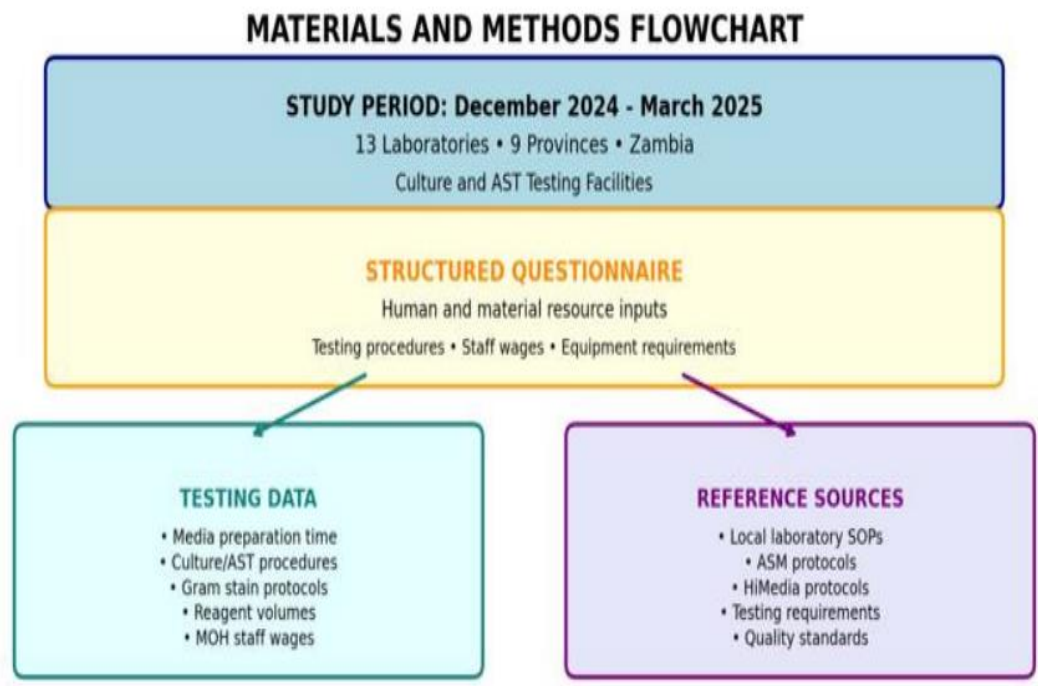 MATERIALS AND METHODS FLOWCHART
STUDY PERIOD: December 2024 - March 2025
13 Laboratories • 9 Provinces • Zambia
Culture and AST Testing Facilities
STRUCTURED QUESTIONNAIRE
Human and material resource inputs
Testing procedures • Staff wages • Equipment requirements
TESTING DATA
• Media preparation time
• Culture/AST procedures
• Gram stain protocols
• Reagent volumes
• MOH staff wages
REFERENCE SOURCES
• Local laboratory SOPs
• ASM protocols
• HiMedia protocols
• Testing requirements
• Quality standards